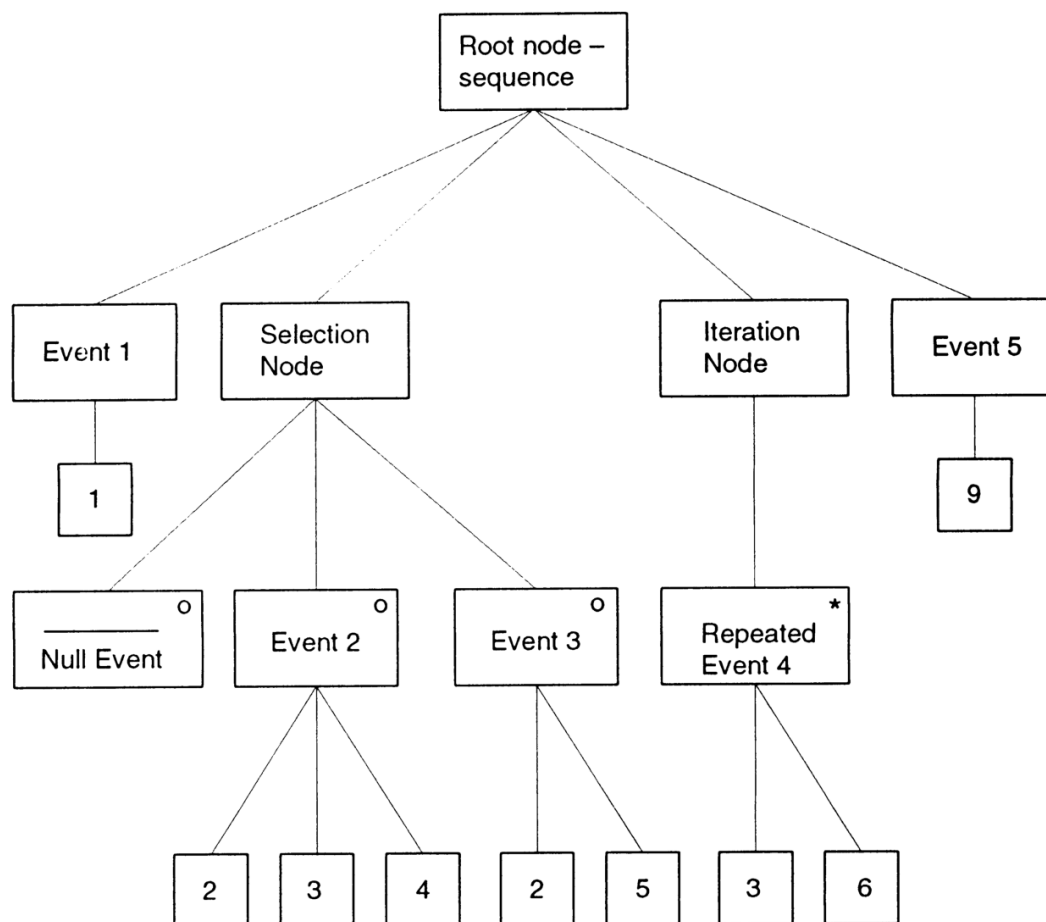 Root node –
sequence
Event 1
Selection
Node
Iteration
Node
Event 5
1
9
o
Null Event
o
Event 2
o
Event 3
*
Repeated
Event 4
2
3
4
2
5
3
6